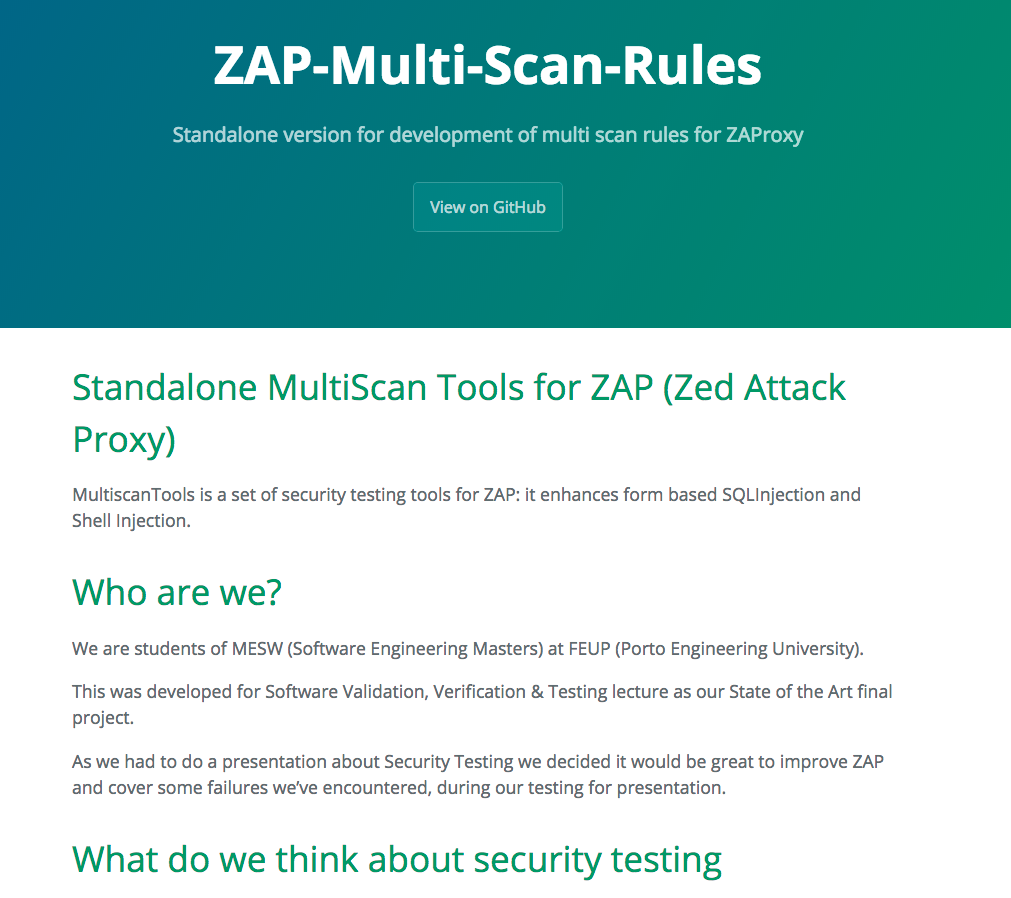 ZAP-Multi-Scan-Rules
Standalone version for development of multi scan rules for ZAProxy
View on GitHub
Standalone MultiScan Tools for ZAP (Zed Attack
Proxy)
MultiscanTools is a set of security testing tools for ZAP: it enhances form based SQLInjection and
Shell Injection.
Who are we?
We are students of MESW (Software Engineering Masters) at FEUP (Porto Engineering University).
This was developed for Software Validation, Verification & Testing lecture as our State of the Art final
project.
As we had to do a presentation about Security Testing we decided it would be great to improve ZAP
and cover some failures we’ve encountered, during our testing for presentation.
What do we think about security testing